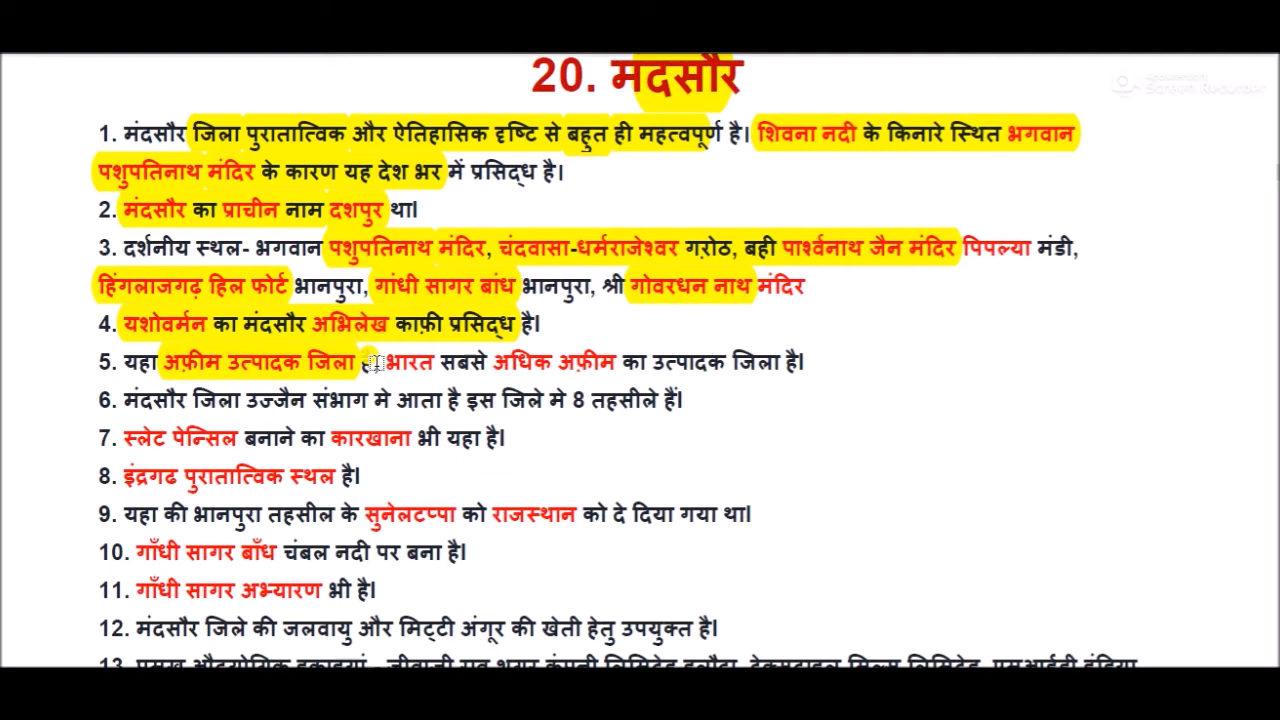 20. मदसौर
1. मंदसौर जिला पुरातात्विक और ऐतिहासिक दृष्टि से बहुत ही महत्वपूर्ण है। शिवना नदी के किनारे स्थित भगवान
पशुपतिनाथ मंदिर के कारण यह देश भर में प्रसिद्ध है।
2. मंदसौर का प्राचीन नाम दशपुर थाl
3. दर्शनीय स्थल- भगवान पशुपतिनाथ मंदिर, चंदवासा-धर्मराजेश्वर गऱोठ, बही पार्श्वनाथ जैन मंदिर पिपल्या मंडी,
हिंगलाजगढ़ हिल फोर्ट भानपुरा, गांधी सागर बांध भानपुरा, श्री गोवरधन नाथ मंदिर
4. यशोवर्मन का मंदसौर अभिलेख काफ़ी प्रसिद्ध हैl
5. यहा अफ़ीम उत्पादक जिला भारत सबसे अधिक अफ़ीम का उत्पादक जिला हैl
6. मंदसौर जिला उज्जैन संभाग मे आता है इस जिले मे 8 तहसीले हैंl
7. स्लेट पेन्सिल बनाने का कारखाना भी यहा हैl
8. इंद्रगढ पुरातात्विक स्थल हैl
9. यहा की भानपुरा तहसील के सुनेलटप्पा को राजस्थान को दे दिया गया थाl
10. गाँधी सागर बाँध चंबल नदी पर बना हैl
11. गाँधी सागर अभ्यारण भी हैl
12. मंदसौर जिले की जलवायु और मिट्टी अंगूर की खेती हेतु उपयुक्त हैl
Screen Recorder